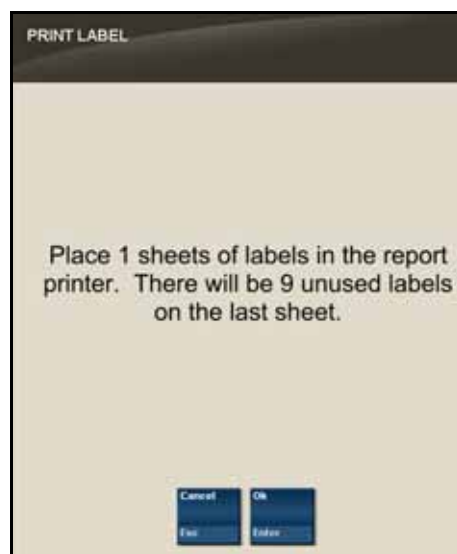 PRINT LABEL
Place 1 sheets of labels in the report
printer. There will be 9 unused labels
on the last sheet.
Cancel Ok
Esc Enter